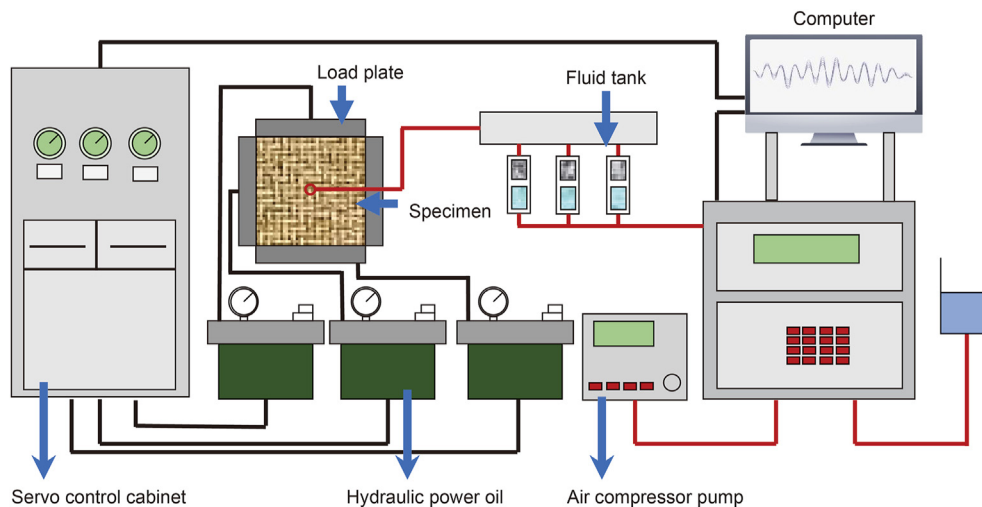 Computer
Load plate
Fluid tank
Specimen
Servo control cabinet
Hydraulic power oil
Air compressor pump